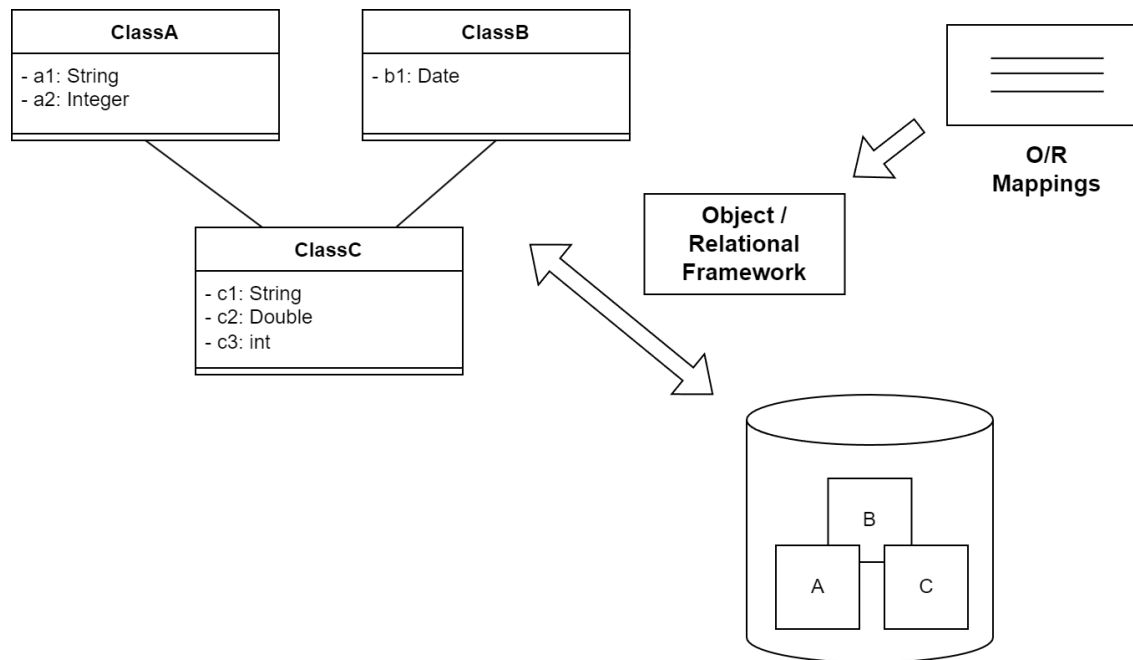 ClassA
- a1: String
- a2: Integer
ClassB
- b1: Date
O/R
Mappings
Object /
Relational
Framework
ClassC
- c1: String
- c2: Double
- c3: int
B
A
C